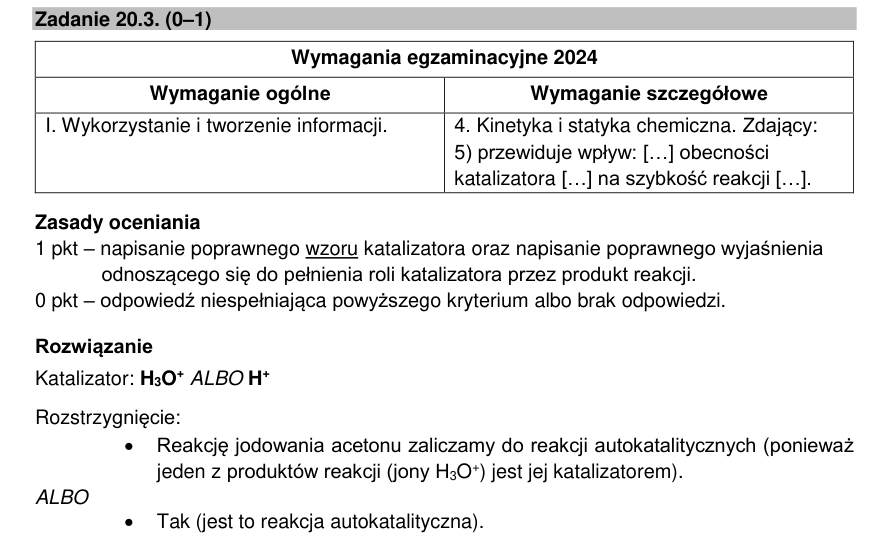 Zadanie 20.3. (0–1)
Wymagania egzaminacyjne 2024
Wymaganie ogólne
Wymaganie szczegółowe
I. Wykorzystanie i tworzenie informacji.
4. Kinetyka i statyka chemiczna. Zdający:
5) przewiduje wpływ: […] obecności
katalizatora […] na szybkość reakcji […].
Zasady oceniania
1 pkt – napisanie poprawnego wzoru katalizatora oraz napisanie poprawnego wyjaśnienia
odnoszącego się do pełnienia roli katalizatora przez produkt reakcji.
0 pkt – odpowiedź niespełniająca powyższego kryterium albo brak odpowiedzi.
Rozwiązanie
Katalizator: H₃O⁺ ALBO H⁺
Rozstrzygnięcie:
• Reakcję jodowania acetonu zaliczamy do reakcji autokatalitycznych (ponieważ
jeden z produktów reakcji (jony H₃O⁺) jest jej katalizatorem).
ALBO
• Tak (jest to reakcja autokatalityczna).